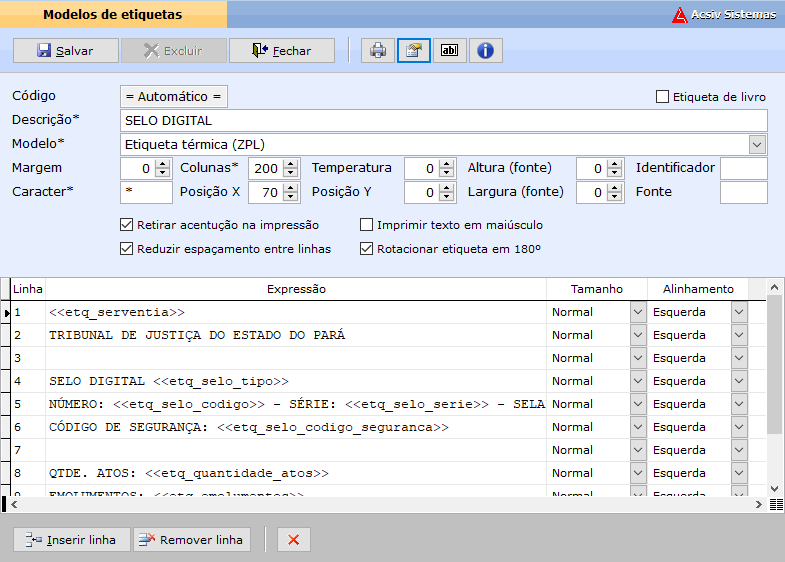 Modelos de etiquetas
Acsiv Sistemas
Salvar Excluir Fechar
Código = Automático = Etiqueta de livro
Descrição* SELO DIGITAL
Modelo* Etiqueta térmica (ZPL)
Margem 0 Colunas* 200 Temperatura 0 Altura (fonte) 0 Identificador
Caracter* * Posição X 70 Posição Y 0 Largura (fonte) 0 Fonte
Retirar acentução na impressão Imprimir texto em maiúsculo
Reduzir espaçamento entre linhas Rotacionar etiqueta em 180º
Linha Expressão Tamanho Alinhamento
1 <<etq_serventia>> Normal Esquerda
2 TRIBUNAL DE JUSTIÇA DO ESTADO DO PARÁ Normal Esquerda
3 Normal Esquerda
4 SELO DIGITAL <<etq_selo_tipo>> Normal Esquerda
5 NÚMERO: <<etq_selo_codigo>> - SÉRIE: <<etq_selo_serie>> - SELA Normal Esquerda
6 CÓDIGO DE SEGURANÇA: <<etq_selo_codigo_seguranca>> Normal Esquerda
7 Normal Esquerda
8 QTDE. ATOS: <<etq_quantidade_atos>> Normal Esquerda
9 EMOLUMENTOS: <<etq_emolumentos>> Normal Esquerda
Inserir linha Remover linha